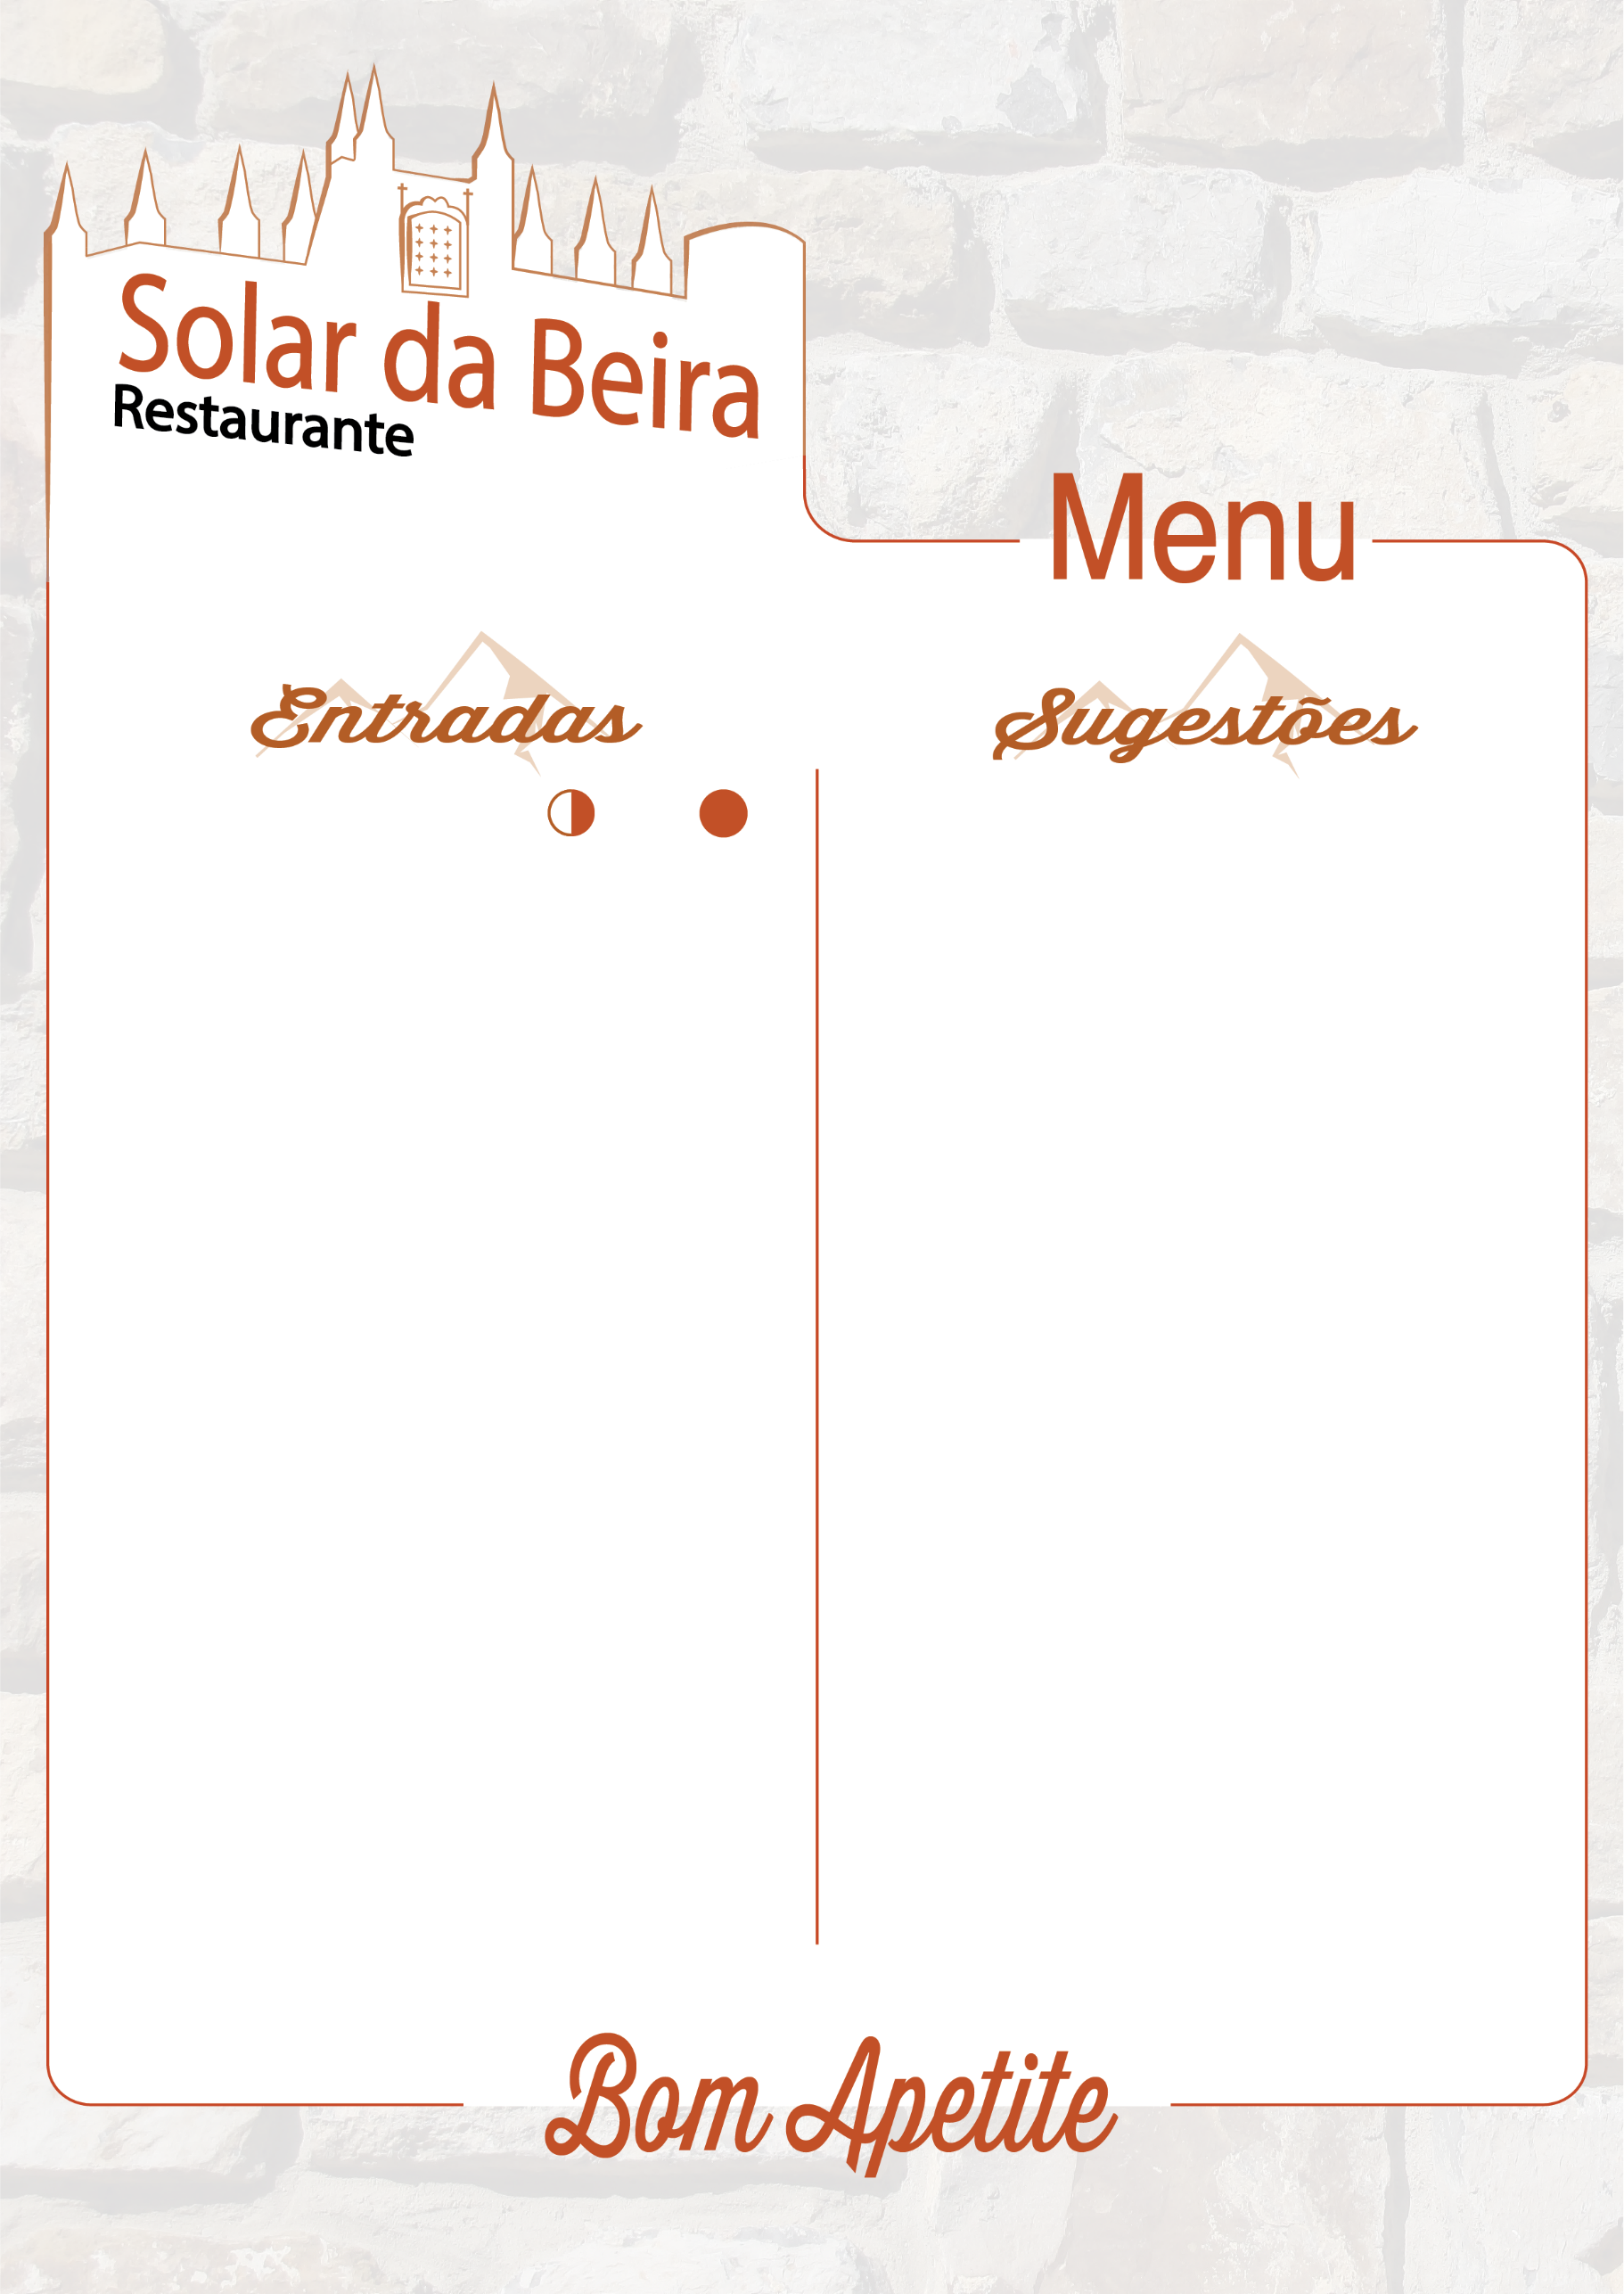 Solar da Beira
Restaurante
Menu
Entradas
Sugestões
Bom Apetite